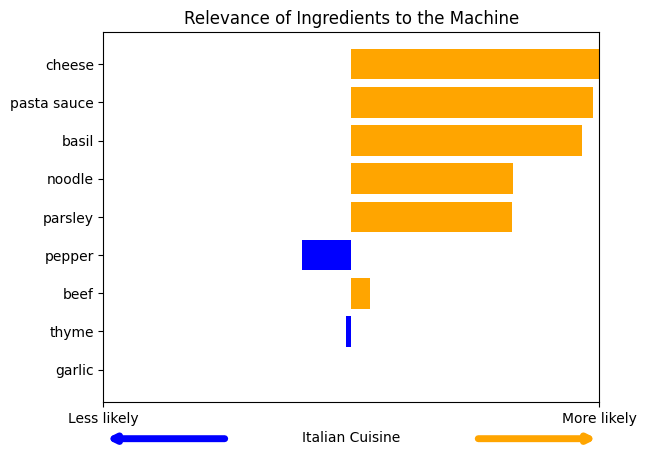 Relevance of Ingredients to the Machine
cheese
pasta sauce
basil
noodle
parsley
pepper
beef
thyme
garlic
Less likely
More likely
Italian Cuisine